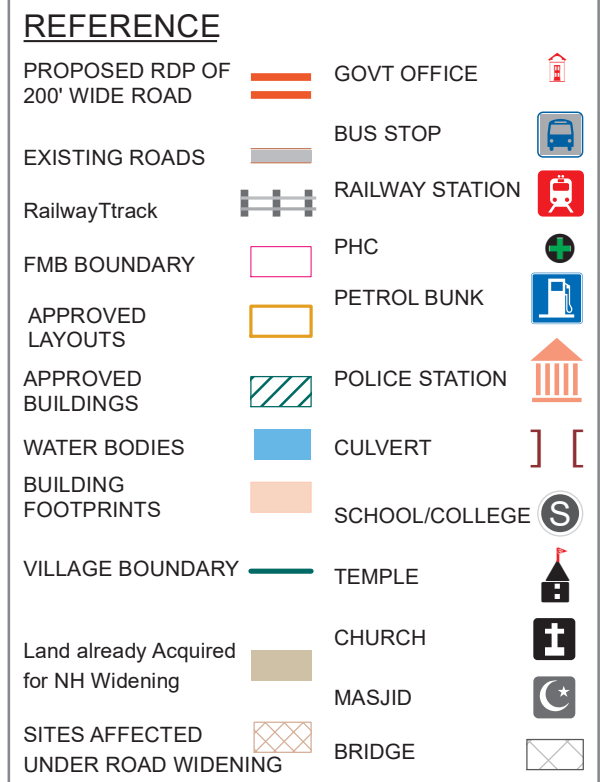 REFERENCE
PROPOSED RDP OF
200' WIDE ROAD
EXISTING ROADS
RailwayTtrack
FMB BOUNDARY
APPROVED
LAYOUTS
APPROVED
BUILDINGS
WATER BODIES
BUILDING
FOOTPRINTS
VILLAGE BOUNDARY
Land already Acquired
for NH Widening
SITES AFFECTED
UNDER ROAD WIDENING
GOVT OFFICE
BUS STOP
RAILWAY STATION
PHC
PETROL BUNK
POLICE STATION
CULVERT
SCHOOL/COLLEGE
S
TEMPLE
CHURCH
MASJID
BRIDGE